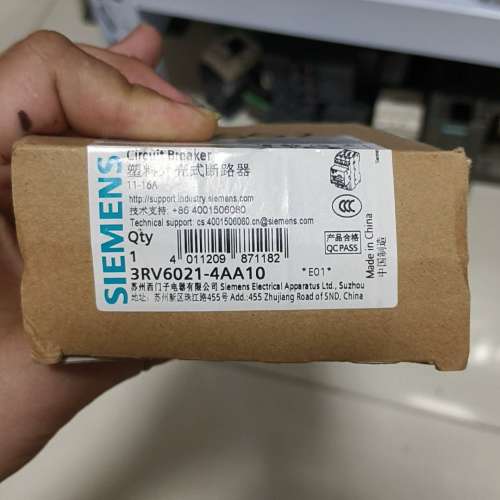 SIEMENS
Circuit Breaker
塑料外壳式断路器
11-16A
http://support.industry.siemens.com
技术支持: +86 4001506080
Technical support: cs.4001506080.cn@siemens.com
Qty
1
4 011209 871182
3RV6021-4AA10
*E01*
苏州西门子电器有限公司 Siemens Electrical Apparatus Ltd., Suzhou
地址: 苏州新区珠江路455号 Add.:455 Zhujiang Road of SND, China
CCC
产品合格
QC PASS
Made in China
中国制造